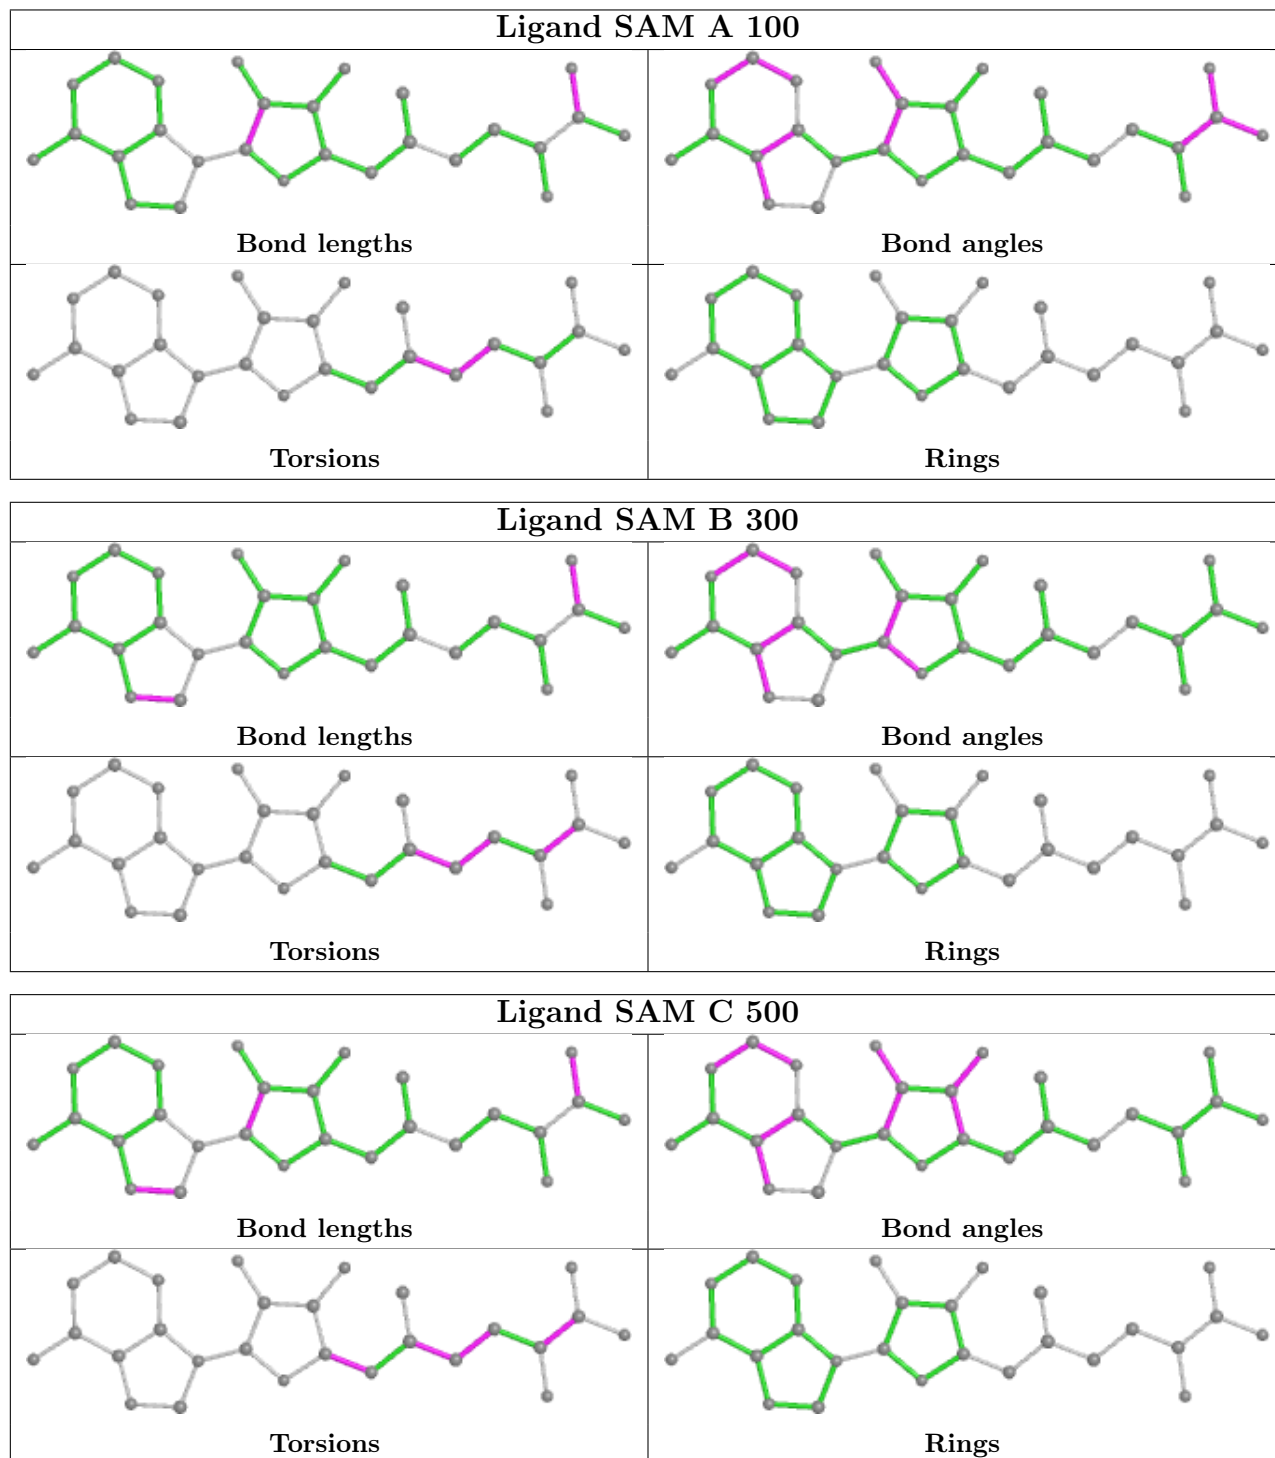 Ligand SAM A 100
Bond lengths
Bond angles
Torsions
Rings
Ligand SAM B 300
Bond lengths
Bond angles
Torsions
Rings
Ligand SAM C 500
Bond lengths
Bond angles
Torsions
Rings